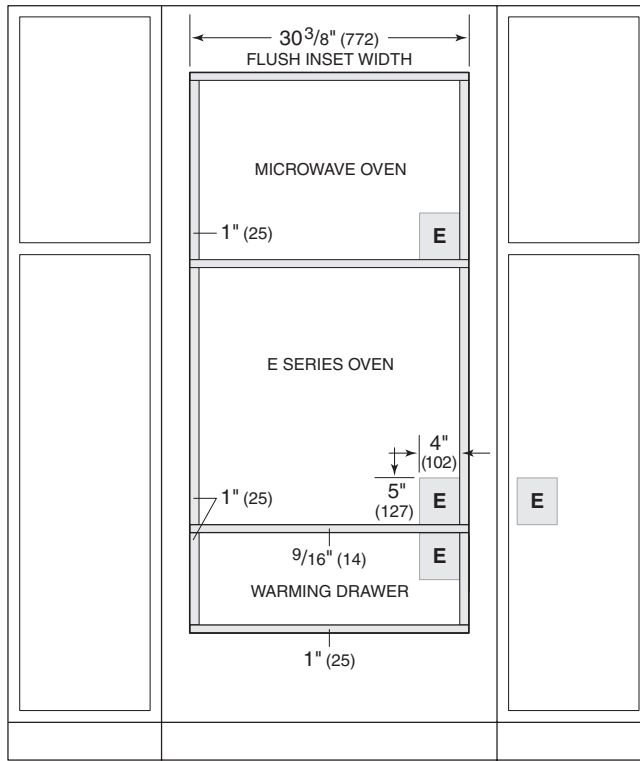 30 3/8" (772)
FLUSH INSET WIDTH
MICROWAVE OVEN
1" (25)
E
E SERIES OVEN
4"
(102)
5"
(127)
1" (25)
E
E
9/16" (14)
E
WARMING DRAWER
1" (25)